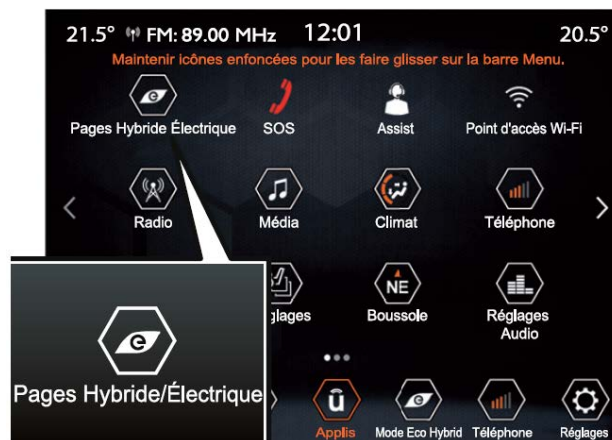 21.5° FM: 89.00 MHz 12:01 20.5°
Maintenir icônes enfoncées pour les faire glisser sur la barre Menu.
Pages Hybride Électrique SOS Assist Point d'accès Wi-Fi
Radio Média Climat Téléphone
NE
glages Boussole Réglages
Audio
e
Pages Hybride/Électrique
û
Applis Mode Eco Hybrid Téléphone Réglages